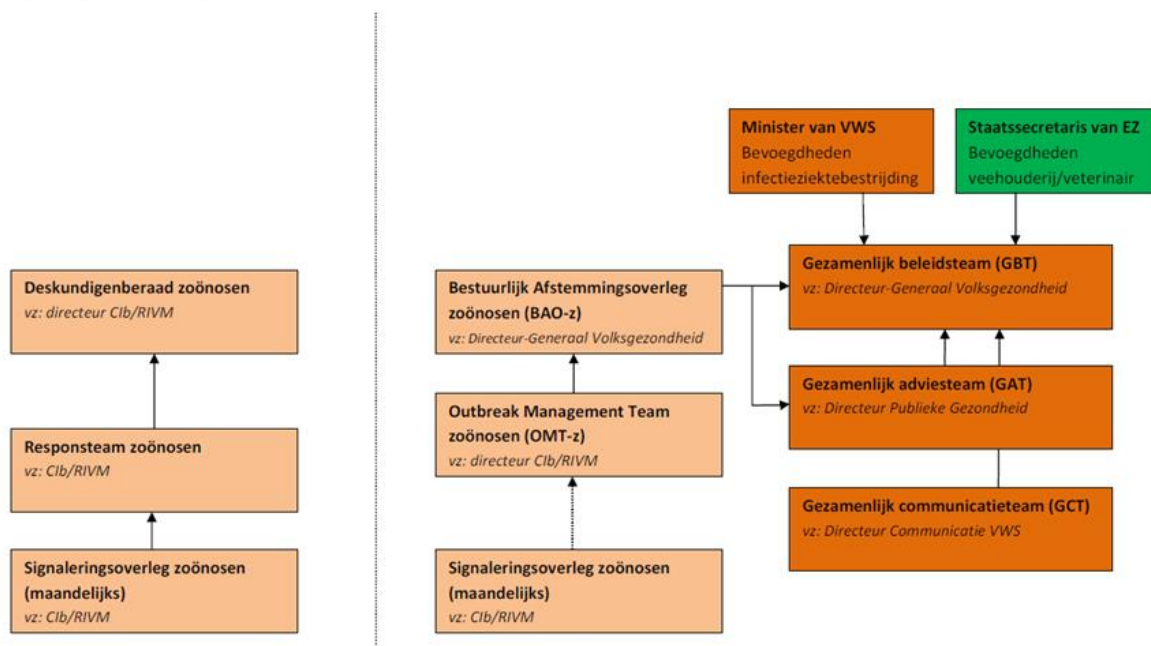 Deskundigenberaad zoönosen
vz: directeur CIb/RIVM
Responsteam zoönosen
vz: CIb/RIVM
Signaleringsoverleg zoönosen
(maandelijks)
vz: CIb/RIVM
Minister van VWS
Bevoegdheden
infectieziektebestrijding
Staatssecretaris van EZ
Bevoegdheden
veehouderij/veterinair
Bestuurlijk Afstemmingsoverleg
zoönosen (BAO-z)
vz: Directeur-Generaal Volksgezondheid
Outbreak Management Team
zoönosen (OMT-z)
vz: directeur CIb/RIVM
Signaleringsoverleg zoönosen
(maandelijks)
vz: CIb/RIVM
Gezamenlijk beleidsteam (GBT)
vz: Directeur-Generaal Volksgezondheid
Gezamenlijk adviesteam (GAT)
vz: Directeur Publieke Gezondheid
Gezamenlijk communicatieteam (GCT)
vz: Directeur Communicatie VWS